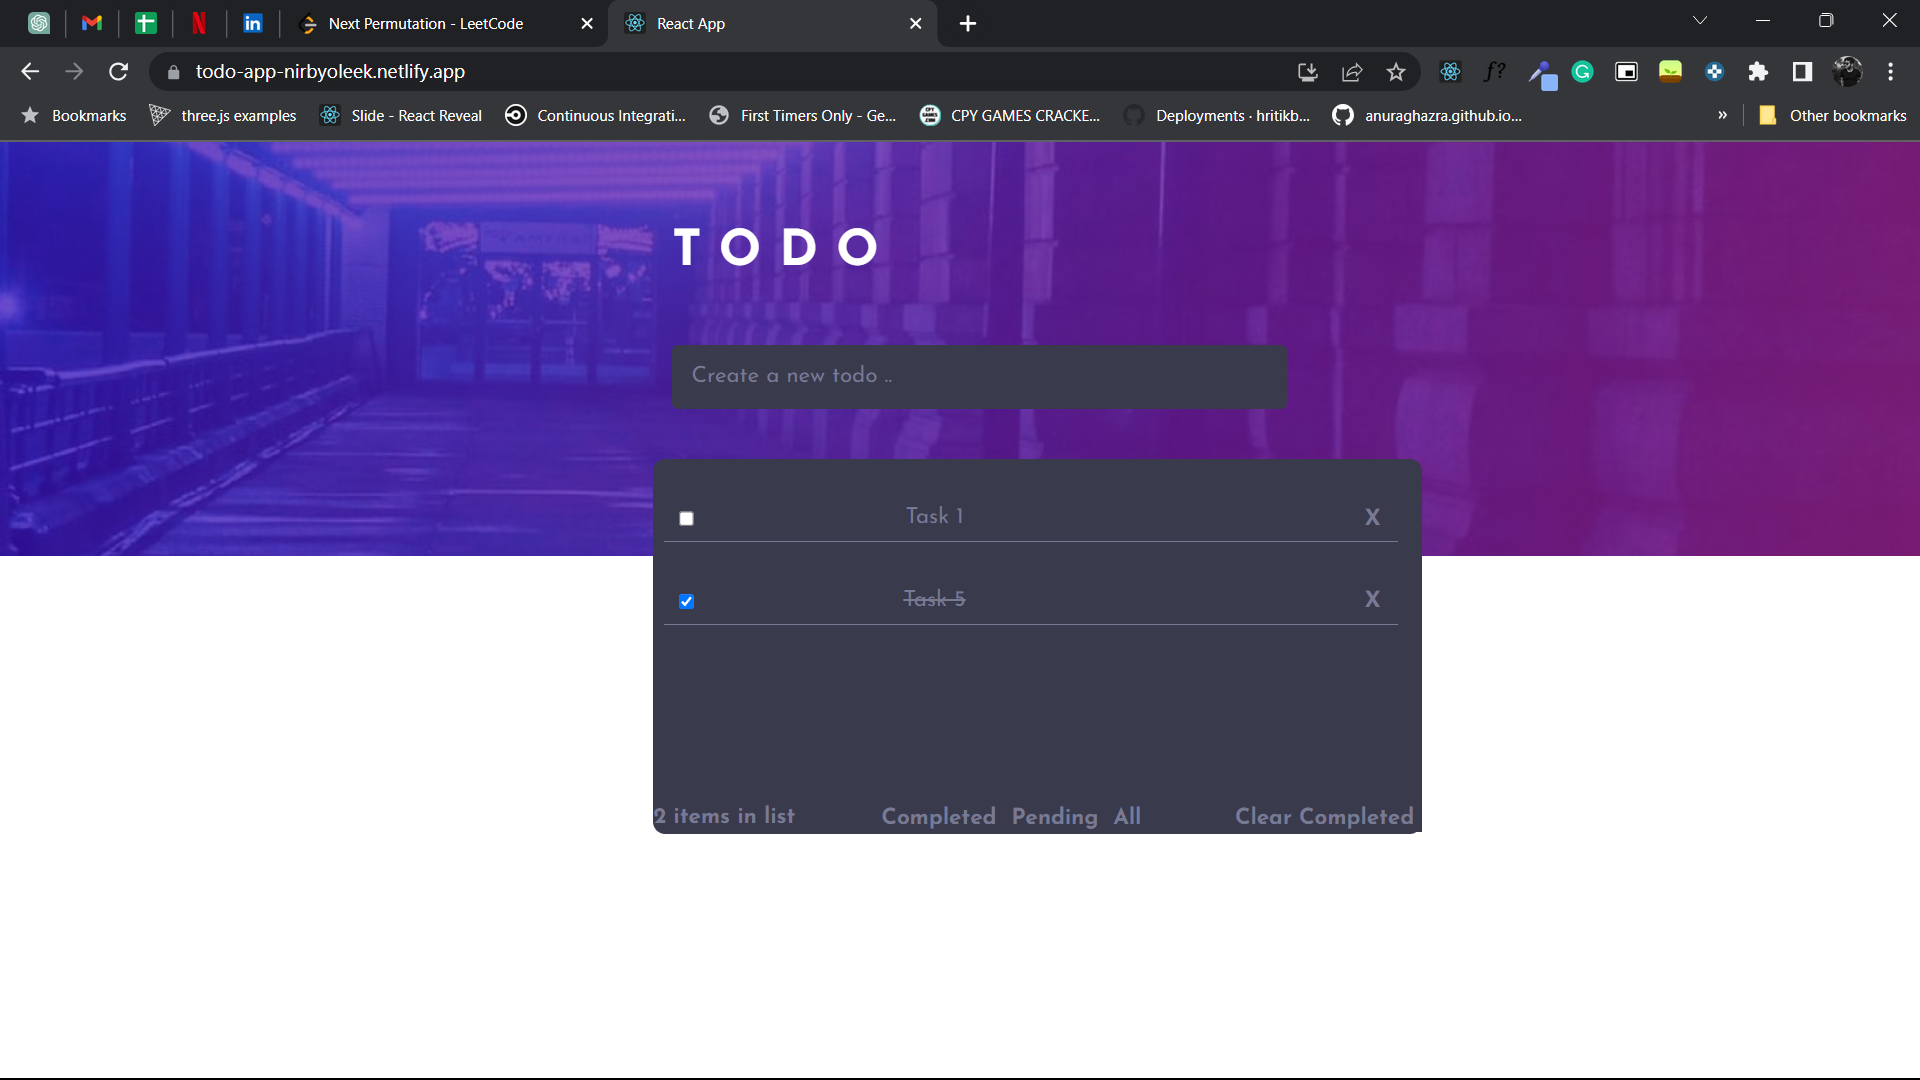 Next Permutation - LeetCode
React App
todo-app-nirbyoleek.netlify.app
Bookmarks three.js examples Slide - React Reveal Continuous Integrati... First Timers Only - Ge... CPY GAMES CRACKE... Deployments · hritikb... anuraghazra.github.io... » Other bookmarks
TODO
Create a new todo ..
Task 1 X
Task 5 X
2 items in list Completed Pending All Clear Completed